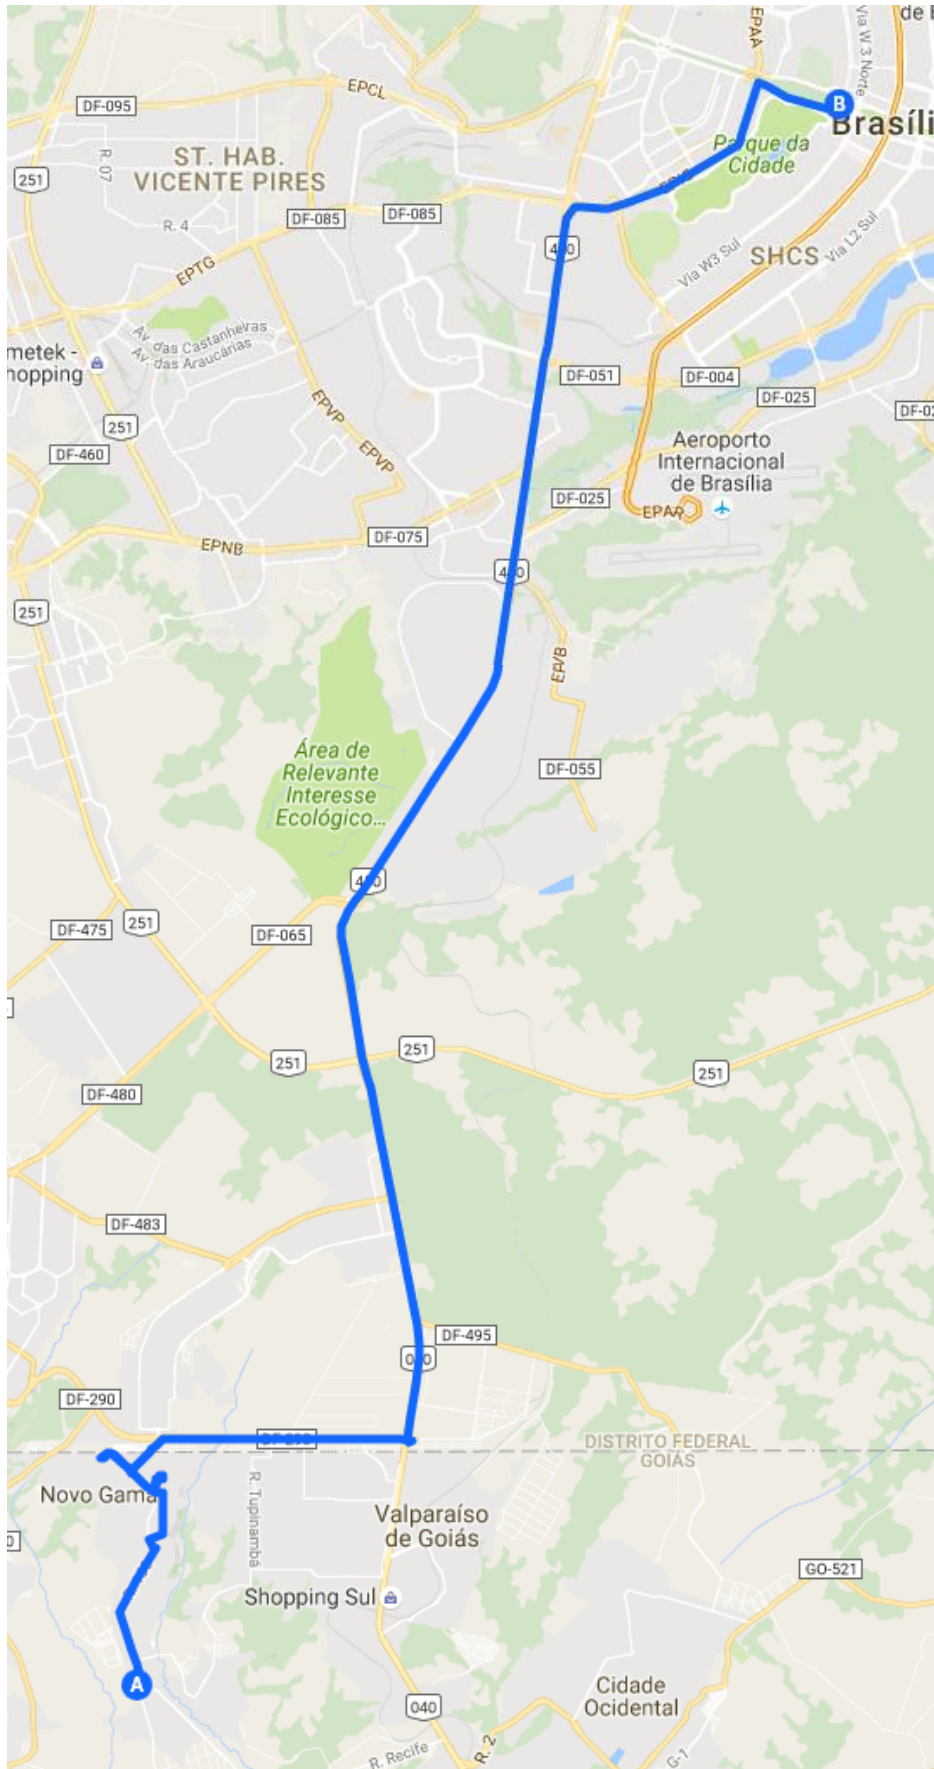 de
EPAA
Via W 3 Norte
DF-095
EPCL
B
Brasíli
Parque da
Cidade
R. 07
ST. HAB.
VICENTE PIRES
251
DF-085
DF-085
R. 4
EPTG
Via W3 Sul
SHCS
Via L2 Sul
Av. das Castanheiras
Av. das Araucárias
metek -
hopping
DF-051
DF-004
DF-025
EPVP
251
DF-460
EPVP
Aeroporto
Internacional
de Brasília
DF-025
EPAR
DF-075
EPNB
251
EPVB
Área de
Relevante
Interesse
Ecológico...
DF-055
251
DF-475
DF-065
251
251
251
DF-480
DF-483
DF-495
DF-290
DISTRITO FEDERAL
GOIÁS
Novo Gama
R. Tupinambá
Valparaíso
de Goiás
GO-521
Shopping Sul
A
Cidade
Ocidental
040
R. Recife
R. 2
G-1